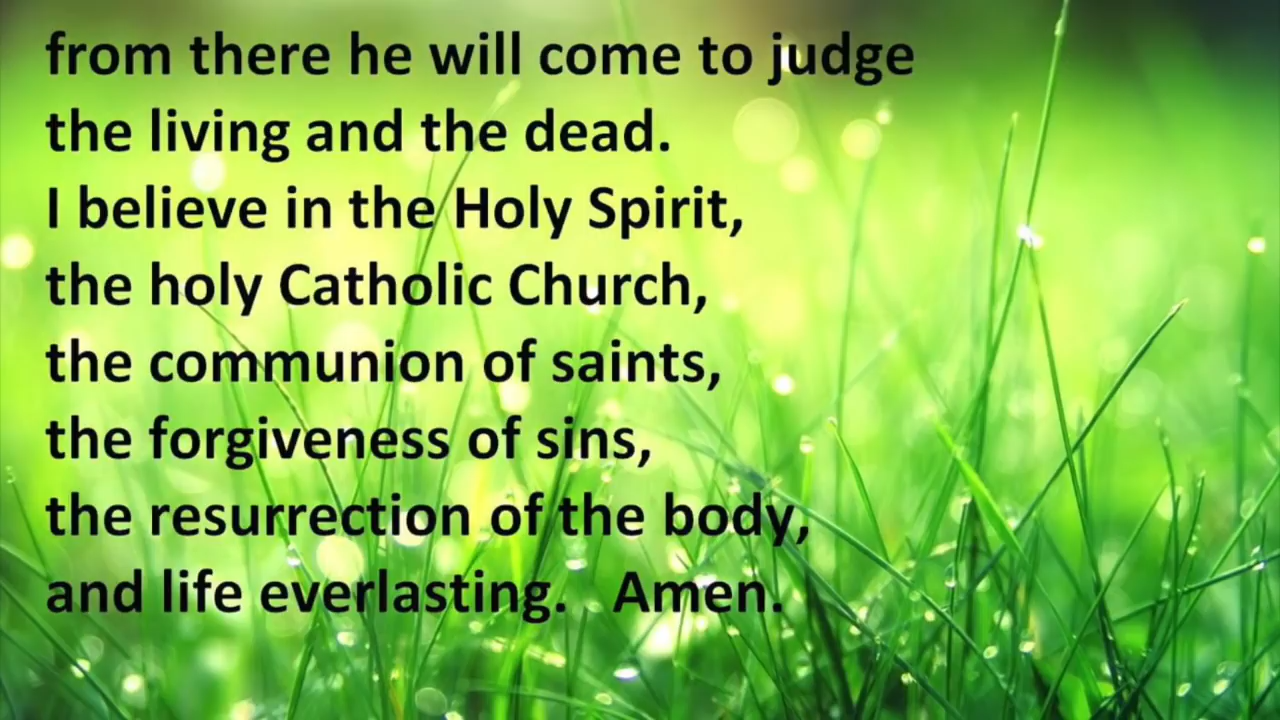 from there he will come to judge
the living and the dead.
I believe in the Holy Spirit,
the holy Catholic Church,
the communion of saints,
the forgiveness of sins,
the resurrection of the body,
and life everlasting. Amen.